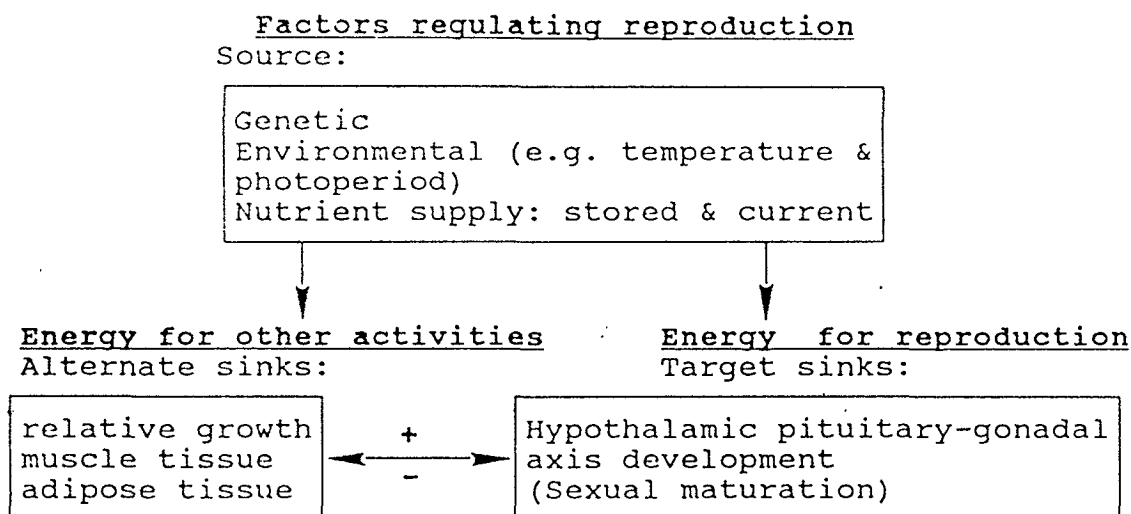 Factors regulating reproduction
Source:
Genetic
Environmental (e.g. temperature &
photoperiod)
Nutrient supply: stored & current
Energy for other activities
Alternate sinks:
Energy for reproduction
Target sinks:
relative growth
muscle tissue
adipose tissue
+
-
Hypothalamic pituitary-gonadal
axis development
(Sexual maturation)